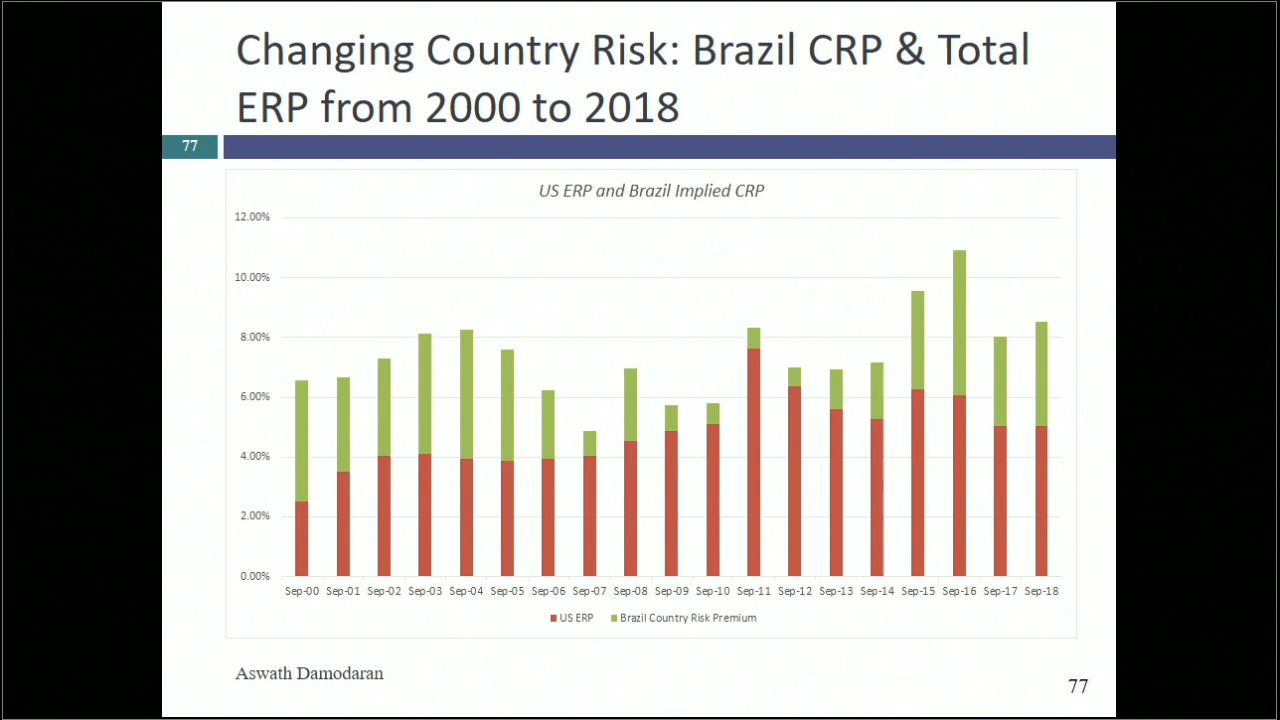 Changing Country Risk: Brazil CRP & Total
ERP from 2000 to 2018
77
US ERP and Brazil Implied CRP
12.00%
10.00%
8.00%
6.00%
4.00%
2.00%
0.00%
Sep-00 Sep-01 Sep-02 Sep-03 Sep-04 Sep-05 Sep-06 Sep-07 Sep-08 Sep-09 Sep-10 Sep-11 Sep-12 Sep-13 Sep-14 Sep-15 Sep-16 Sep-17 Sep-18
US ERP Brazil Country Risk Premium
Aswath Damodaran
77